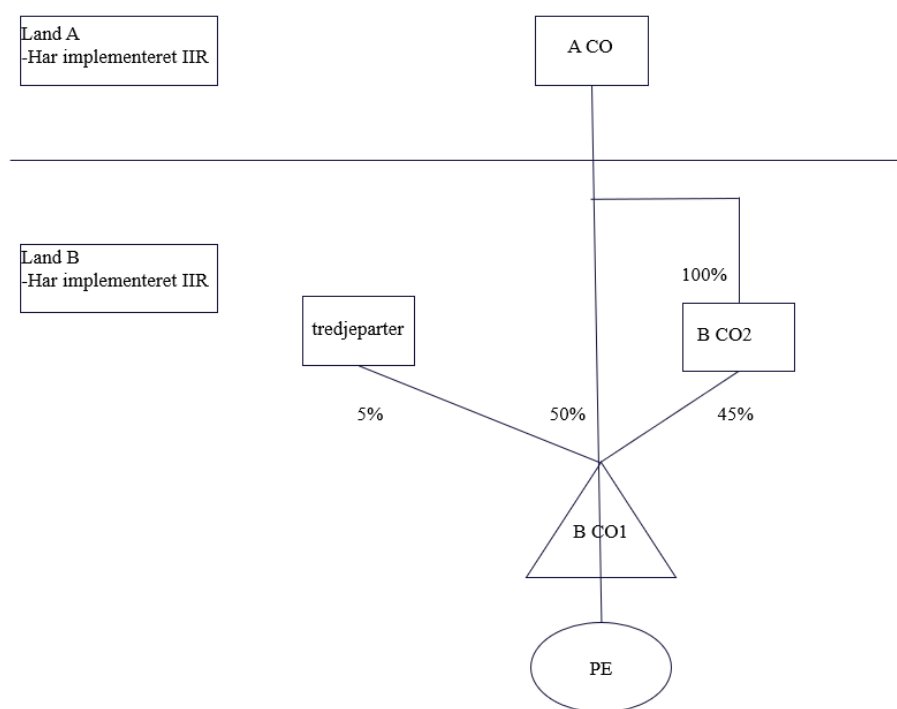 Land A
-Har implementeret IIR
A CO
Land B
-Har implementeret IIR
100%
tredjeparter
B CO2
5%
50%
45%
B CO1
PE